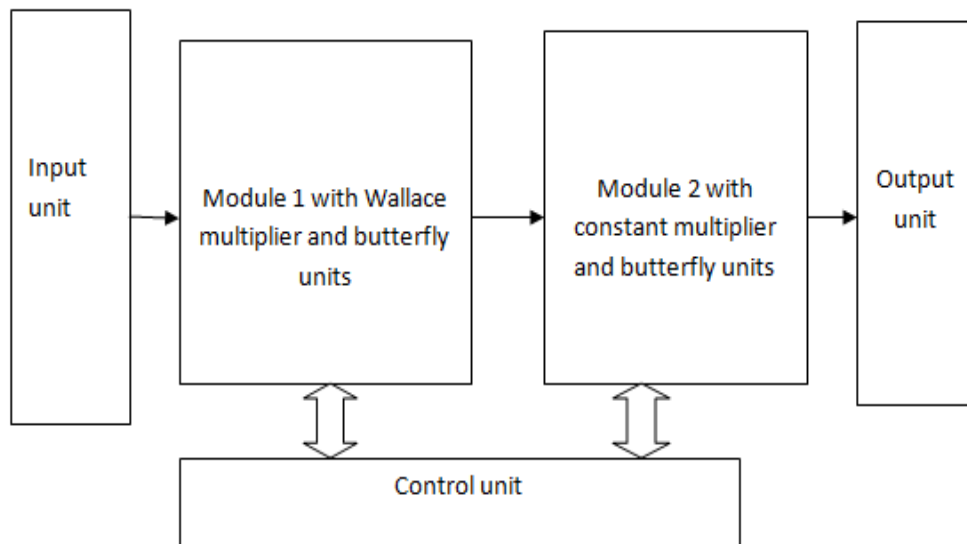 Input
unit
Module 1 with Wallace
multiplier and butterfly
units
Module 2 with
constant multiplier
and butterfly units
Output
unit
Control unit